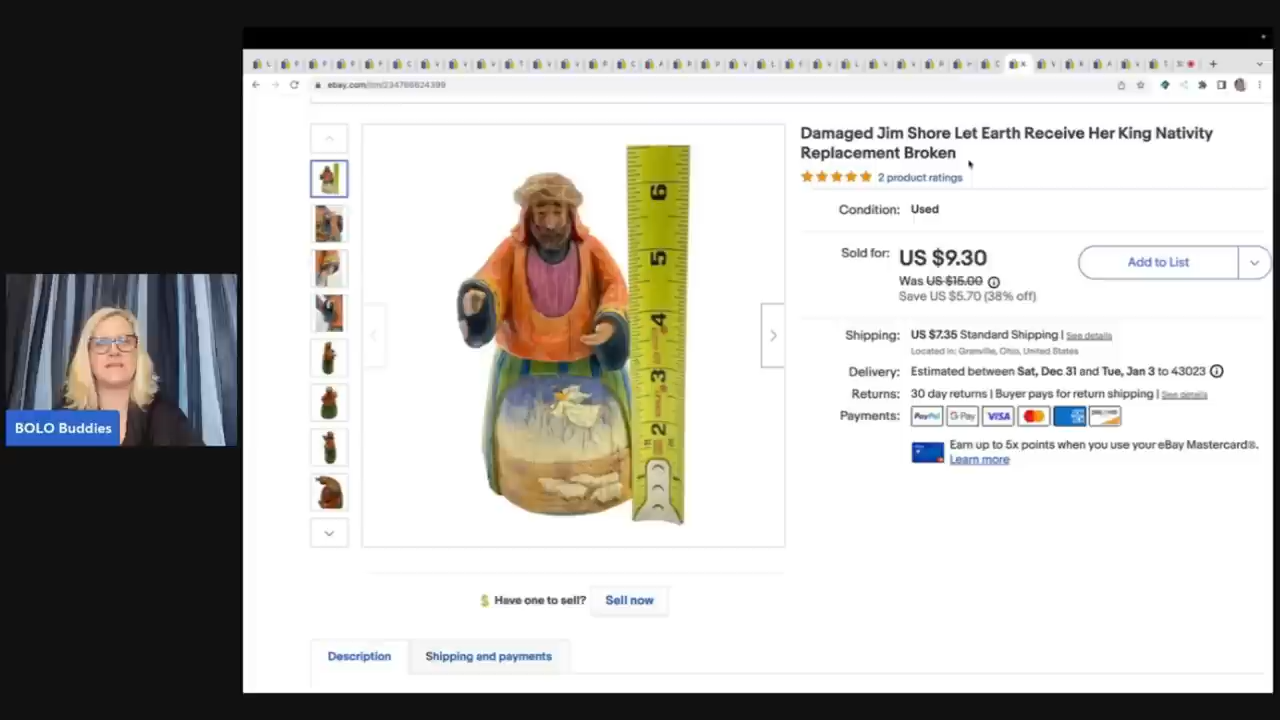 ebay.com/itm/234766624399
Damaged Jim Shore Let Earth Receive Her King Nativity
Replacement Broken
2 product ratings
Condition: Used
Sold for: US $9.30
Add to List
Was US $15.00
Save US $5.70 (38% off)
Shipping: US $7.35 Standard Shipping | See details
Located in: Granville, Ohio, United States
Delivery: Estimated between Sat, Dec 31 and Tue, Jan 3 to 43023
Returns: 30 day returns | Buyer pays for return shipping | See details
Payments: PayPal G Pay VISA
Earn up to 5x points when you use your eBay Mastercard®.
Learn more
6
5
4
3
2
BOLO Buddies
Have one to sell? Sell now
Description Shipping and payments